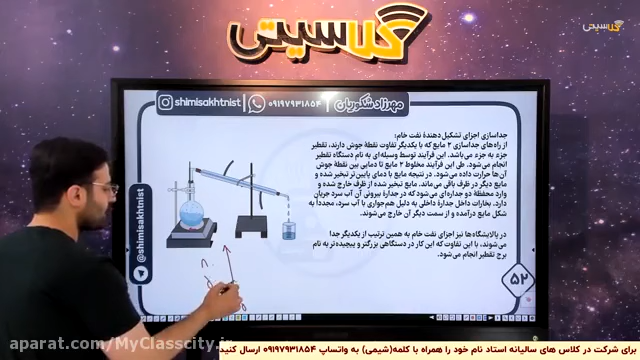 کلاسیتی
کلاسیتی
shimisakhtnist
۰۹۱۹۷۹۳۱۸۵۴
مهرزاد شکوریان
جداسازی اجزای تشکیل دهندهٔ نفت خام:
از راه‌های جداسازی ۲ مایع که با یکدیگر تفاوت نقطهٔ جوش دارند، تقطیر
جزء به جزء می‌باشد. این فرآیند توسط وسیله‌ای به نام دستگاه تقطیر
انجام می‌شود. طی این فرآیند مخلوط ۲ مایع تا دمایی بین نقطهٔ جوش
آن‌ها حرارت داده می‌شود. در نتیجه مایع با دمای پایین‌تر تبخیر شده و
مایع دیگر در ظرف باقی می‌ماند. مایع تبخیر شده از ظرف خارج شده و
وارد محفظهٔ دو جداره‌ای می‌شود که در جدارهٔ بیرونی آن آب سرد جریان
دارد. بخارات داخل جدارهٔ داخلی به دلیل هم‌جواری با آب سرد، مجدداً به
شکل مایع درآمده و از سمت دیگر آن خارج می‌شوند.
در پالایشگاه‌ها نیز اجزای نفت خام به همین ترتیب از یکدیگر جدا
می‌شوند، با این تفاوت که این کار در دستگاهی بزرگتر و پیچیده‌تر به نام
برج تقطیر انجام می‌شود.
@shimisakhtnist
۵۲
aparat.com/MyClasscity.ir
برای شرکت در کلاس های سالیانه استاد نام خود را همراه با کلمه(شیمی) به واتساپ ۰۹۱۹۷۹۳۱۸۵۴ ارسال کنید